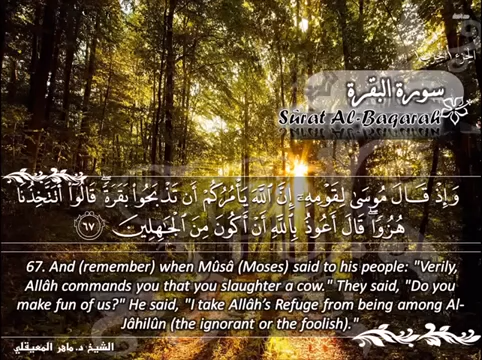 سورة البقرة
Sûrat Al-Baqarah
وَإِذْ قَالَ مُوسَىٰ لِقَوْمِهِۦٓ إِنَّ ٱللَّهَ يَأْمُرُكُمْ أَن تَذْبَحُوا۟ بَقَرَةً ۖ قَالُوٓا۟ أَتَتَّخِذُنَا
هُزُوًا ۖ قَالَ أَعُوذُ بِٱللَّهِ أَنْ أَكُونَ مِنَ ٱلْجَـٰهِلِينَ ٦٧
67. And (remember) when Mûsâ (Moses) said to his people: "Verily,
Allâh commands you that you slaughter a cow." They said, "Do you
make fun of us?" He said, "I take Allâh's Refuge from being among Al-
Jâhilûn (the ignorant or the foolish)."
الشيخ د. ماهر المعيقلي